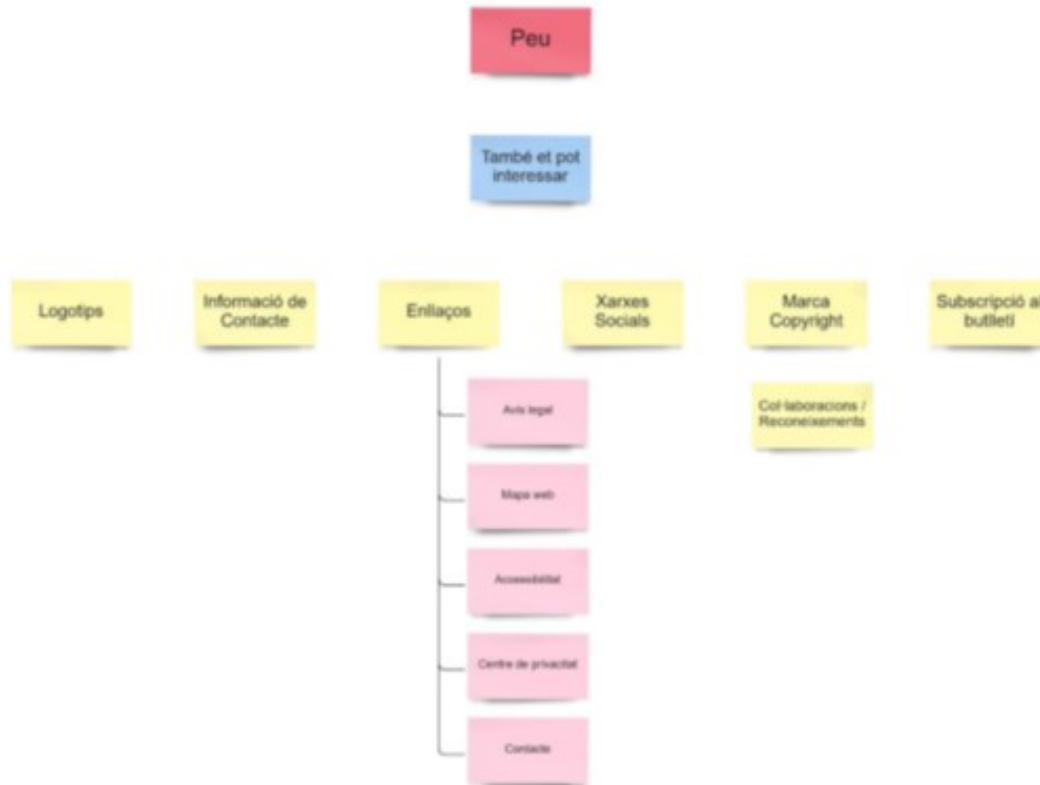 Peu
També et pot
interessar
Logotips
Informació de
Contacte
Enllaços
Xarxes
Socials
Marca
Copyright
Subscripció al
butlletí
Avís legal
Col·laboracions /
Reconeixements
Mapa web
Accessibilitat
Centre de privacitat
Contacte